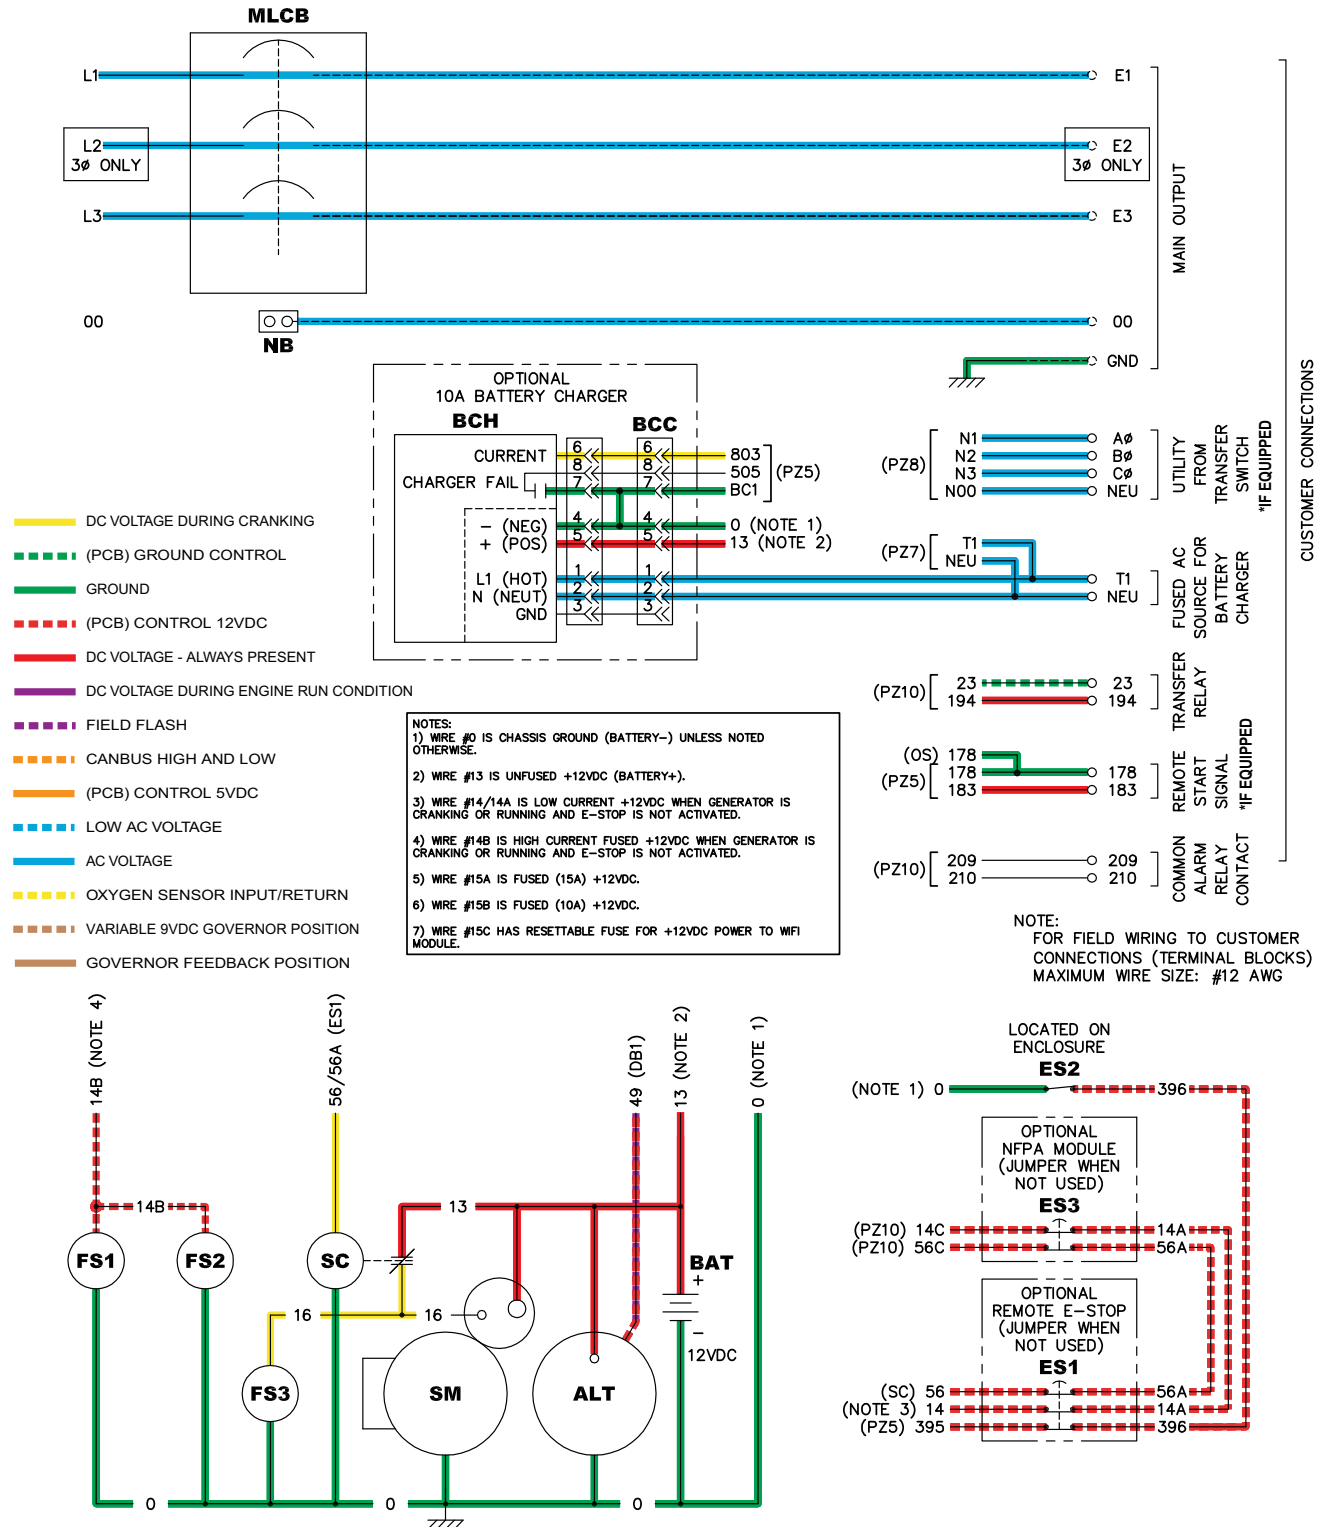 MLCB
L1
E1
L2
3ø ONLY
E2
3ø ONLY
L3
E3
MAIN OUTPUT
00
NB
00
GND
CUSTOMER CONNECTIONS
OPTIONAL
10A BATTERY CHARGER
BCH
BCC
CURRENT
6
6
803
8
8
505
(PZ5)
CHARGER FAIL
7
7
BC1
− (NEG)
4
4
0 (NOTE 1)
+ (POS)
5
5
13 (NOTE 2)
L1 (HOT)
1
1
N (NEUT)
2
2
GND
3
3
(PZ8)
N1
N2
N3
N00
Aø
Bø
Cø
NEU
UTILITY
FROM
TRANSFER
SWITCH
*IF EQUIPPED
(PZ7)
T1
NEU
T1
NEU
FUSED AC
SOURCE FOR
BATTERY
CHARGER
(PZ10)
23
194
23
194
TRANSFER
RELAY
(OS) 178
(PZ5)
178
183
178
183
REMOTE
START
SIGNAL
*IF EQUIPPED
(PZ10)
209
210
209
210
COMMON
ALARM
RELAY
CONTACT
NOTE:
FOR FIELD WIRING TO CUSTOMER
CONNECTIONS (TERMINAL BLOCKS)
MAXIMUM WIRE SIZE: #12 AWG
DC VOLTAGE DURING CRANKING
(PCB) GROUND CONTROL
GROUND
(PCB) CONTROL 12VDC
DC VOLTAGE - ALWAYS PRESENT
DC VOLTAGE DURING ENGINE RUN CONDITION
FIELD FLASH
CANBUS HIGH AND LOW
(PCB) CONTROL 5VDC
LOW AC VOLTAGE
AC VOLTAGE
OXYGEN SENSOR INPUT/RETURN
VARIABLE 9VDC GOVERNOR POSITION
GOVERNOR FEEDBACK POSITION
NOTES:
1) WIRE #0 IS CHASSIS GROUND (BATTERY−) UNLESS NOTED
OTHERWISE.
2) WIRE #13 IS UNFUSED +12VDC (BATTERY+).
3) WIRE #14/14A IS LOW CURRENT +12VDC WHEN GENERATOR IS
CRANKING OR RUNNING AND E−STOP IS NOT ACTIVATED.
4) WIRE #14B IS HIGH CURRENT FUSED +12VDC WHEN GENERATOR IS
CRANKING OR RUNNING AND E−STOP IS NOT ACTIVATED.
5) WIRE #15A IS FUSED (15A) +12VDC.
6) WIRE #15B IS FUSED (10A) +12VDC.
7) WIRE #15C HAS RESETTABLE FUSE FOR +12VDC POWER TO WIFI
MODULE.
14B (NOTE 4)
56/56A (ES1)
49 (DB1)
13 (NOTE 2)
0 (NOTE 1)
14B
13
FS1
FS2
SC
BAT
+
−
12VDC
16
16
FS3
SM
ALT
0
0
0
LOCATED ON
ENCLOSURE
ES2
(NOTE 1) 0
396
OPTIONAL
NFPA MODULE
(JUMPER WHEN
NOT USED)
ES3
(PZ10) 14C
14A
(PZ10) 56C
56A
OPTIONAL
REMOTE E−STOP
(JUMPER WHEN
NOT USED)
ES1
(SC) 56
56A
(NOTE 3) 14
14A
(PZ5) 395
396